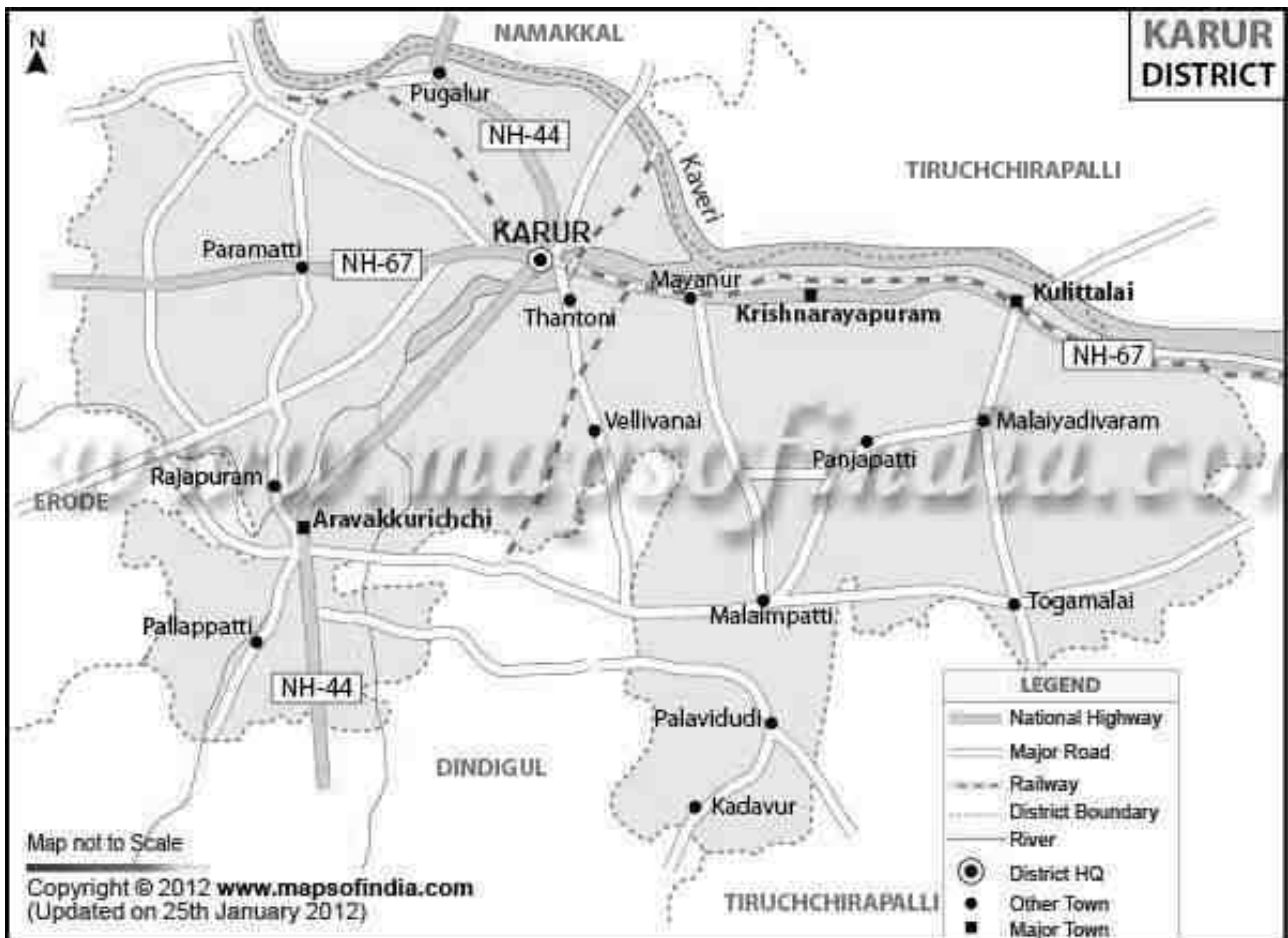 KARUR
DISTRICT
N
NAMAKKAL
Pugalur
NH-44
Kaveri
TIRUCHCHIRAPALLI
KARUR
Paramatti
NH-67
Mayanur
Thantoni
Krishnarayapuram
Kulittalai
NH-67
Vellivanai
Malaiyadivaram
Panjapatti
www.mapsofindia.com
Rajapuram
ERODE
Aravakkurichchi
Malaimpatti
Togamalai
Pallappatti
NH-44
Palavidudi
DINDIGUL
Kadavur
TIRUCHCHIRAPALLI
LEGEND
National Highway
Major Road
Railway
District Boundary
River
District HQ
Other Town
Major Town
Map not to Scale
Copyright © 2012 www.mapsofindia.com
(Updated on 25th January 2012)